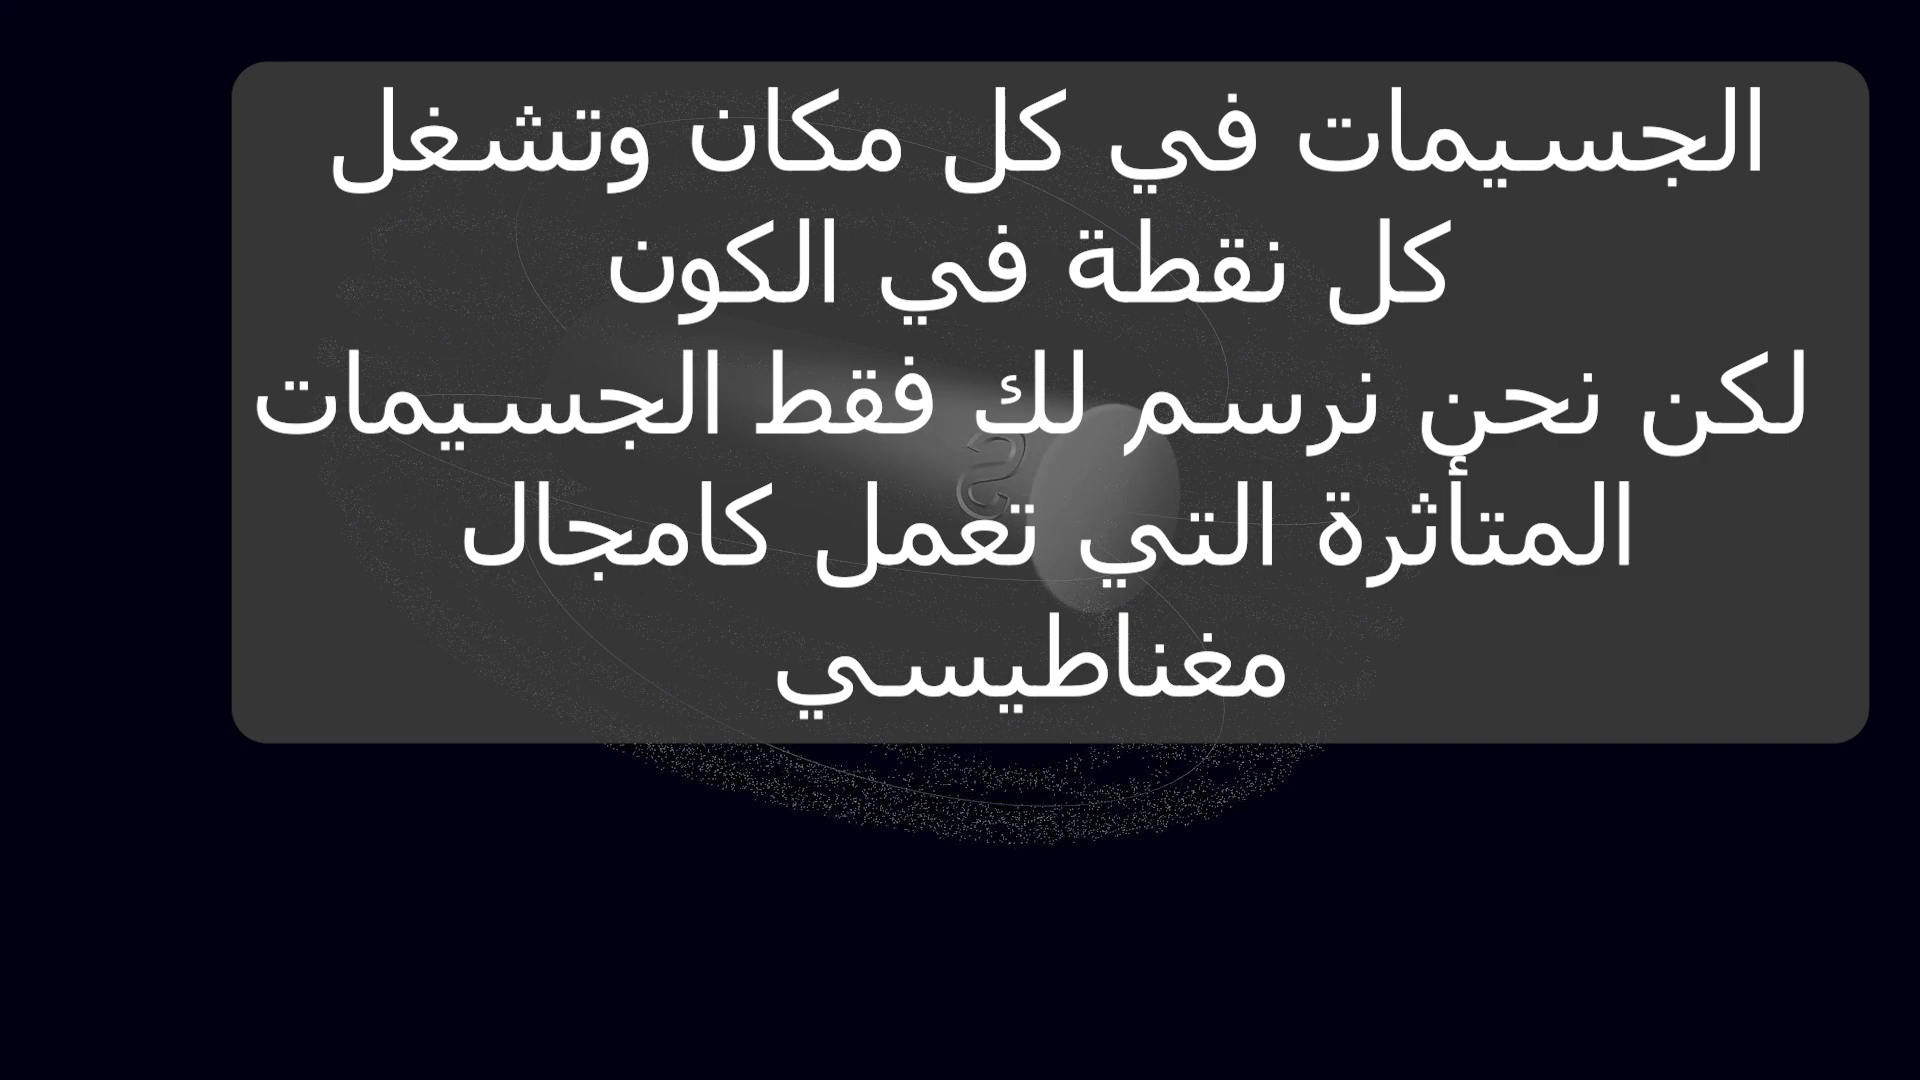 الجسيمات في كل مكان وتشغل
كل نقطة في الكون
لكن نحن نرسم لك فقط الجسيمات
المتأثرة التي تعمل كامجال
مغناطيسي
S